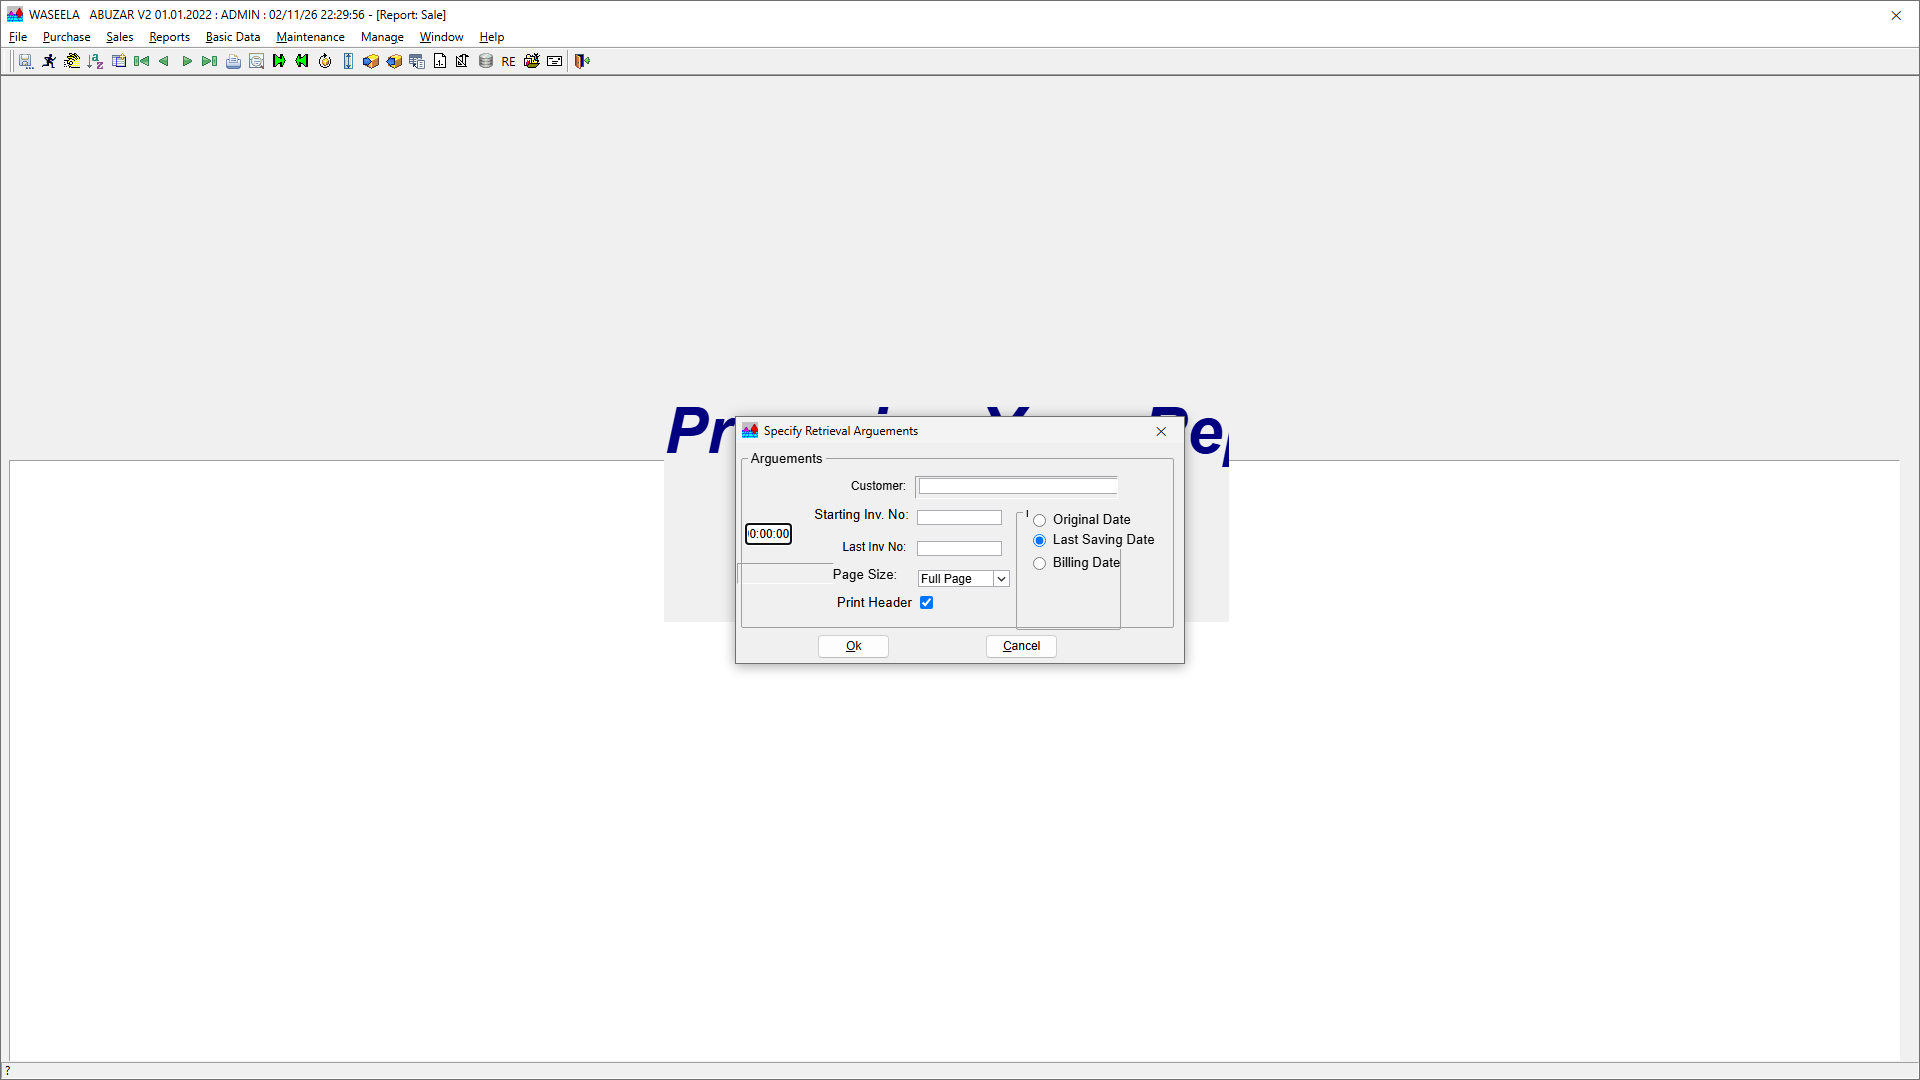 WASEELA ABUZAR V2 01.01.2022 : ADMIN : 02/11/26 22:29:56 - [Report: Sale]
File Purchase Sales Reports Basic Data Maintenance Manage Window Help
RE
Specify Retrieval Arguements
Arguements
Customer:
Starting Inv. No:
Original Date
0:00:00
Last Saving Date
Last Inv No:
Billing Date
Page Size: Full Page
Print Header
Ok Cancel
?